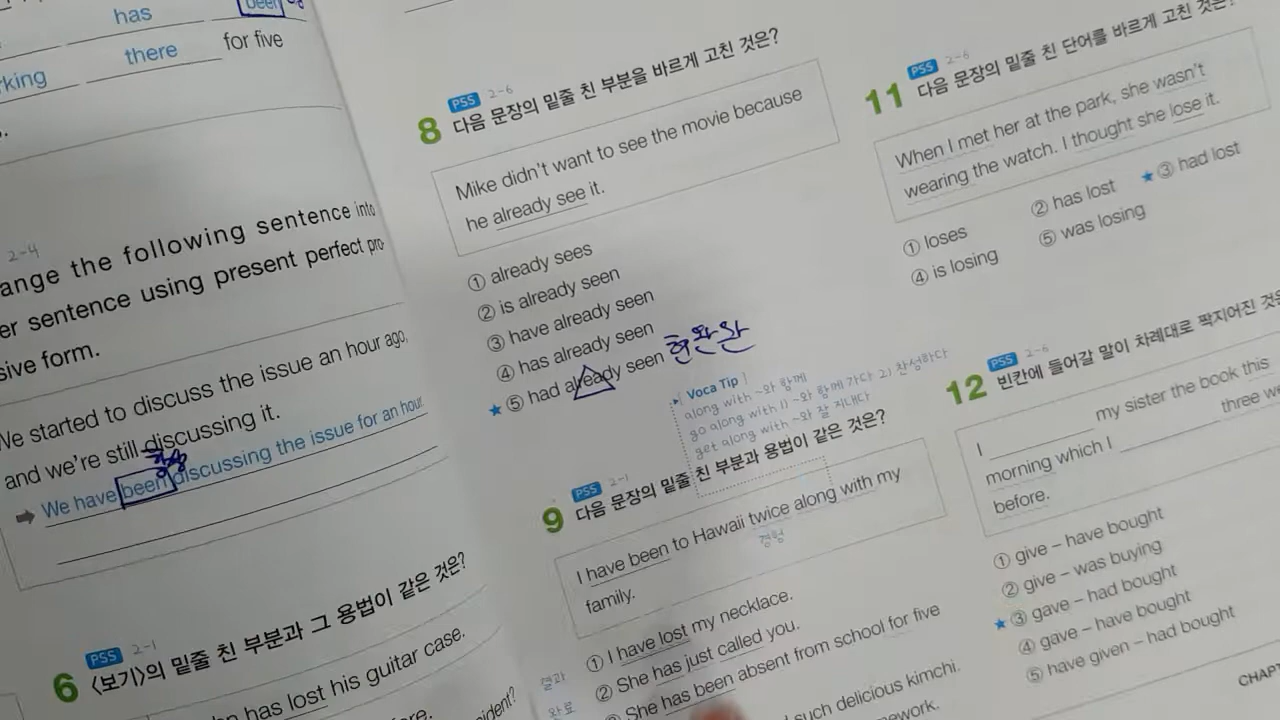 has
been
there
for five
rking
2-4
ange the following sentence into
er sentence using present perfect pro-
sive form.
We started to discuss the issue an hour ago,
and we're still discussing it.
We have been discussing the issue for an hour.
PSS 2-1
6 〈보기〉의 밑줄 친 부분과 그 용법이 같은 것은?
has lost his guitar case.
PSS 2-6
8 다음 문장의 밑줄 친 부분을 바르게 고친 것은?
Mike didn't want to see the movie because
he already see it.
① already sees
② is already seen
③ have already seen
④ has already seen
★ ⑤ had already seen
Voca Tip
along with ~와 함께
go along with 1) ~와 함께 가다 2) 찬성하다
get along with ~와 잘 지내다
PSS 2-1
9 다음 문장의 밑줄 친 부분과 용법이 같은 것은?
I have been to Hawaii twice along with my
family.
경험
① I have lost my necklace.
결과
② She has just called you.
완료
She has been absent from school for five
such delicious kimchi.
PSS 2-6
11 다음 문장의 밑줄 친 단어를 바르게 고친 것은?
When I met her at the park, she wasn't
wearing the watch. I thought she lose it.
① loses
② has lost
★ ③ had lost
④ is losing
⑤ was losing
PSS 2-6
12 빈칸에 들어갈 말이 차례대로 짝지어진 것은
I ________ my sister the book this
morning which I ________ three w
before.
① give – have bought
② give – was buying
★ ③ gave – had bought
④ gave – have bought
⑤ have given – had bought
CHAPT